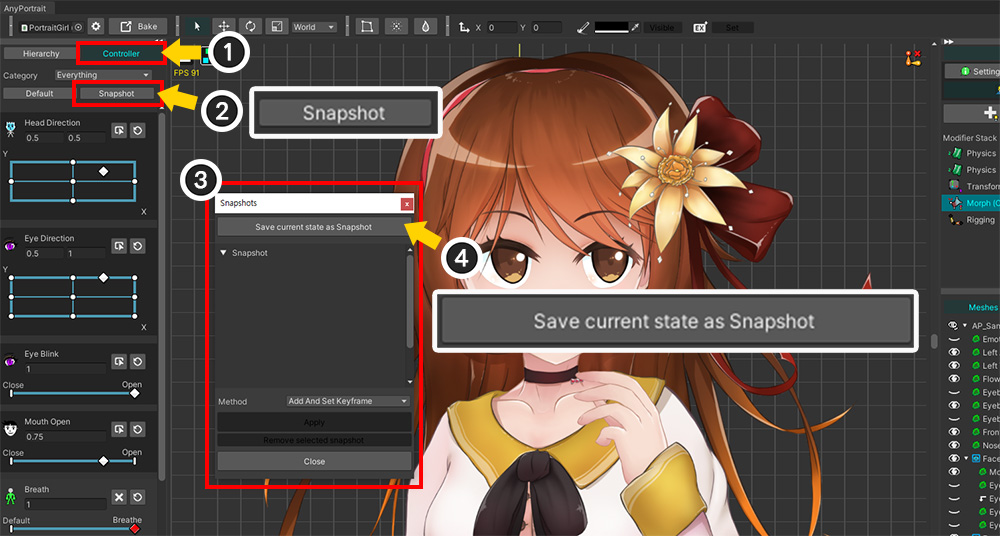 AnyPortrait
PortraitGirl
Bake
World
X 0 Y 0
Visible
EX
Set
Hierarchy
Controller
1
FPS 91
Category
Everything
Default
Snapshot
2
Snapshot
Head Direction
0.5 0.5
Y
X
Eye Direction
0.5 1
Y
X
Eye Blink
1
Close Open
Mouth Open
0.75
Close Open
Breath
1
Default Breathe
3
Snapshots
x
Save current state as Snapshot
4
Snapshot
Save current state as Snapshot
Method
Add And Set Keyframe
Apply
Remove selected snapshot
Close
Setting
Modifier Stack
Physics
Physics
Transfor
Morph (C
Rigging
Meshes
AP_San
Emot
Left
Left
Flow
Eyeb
Eyeb
Eyeb
Fron
Nose
Face
Mo
Eye
Eye
Eye
Eye